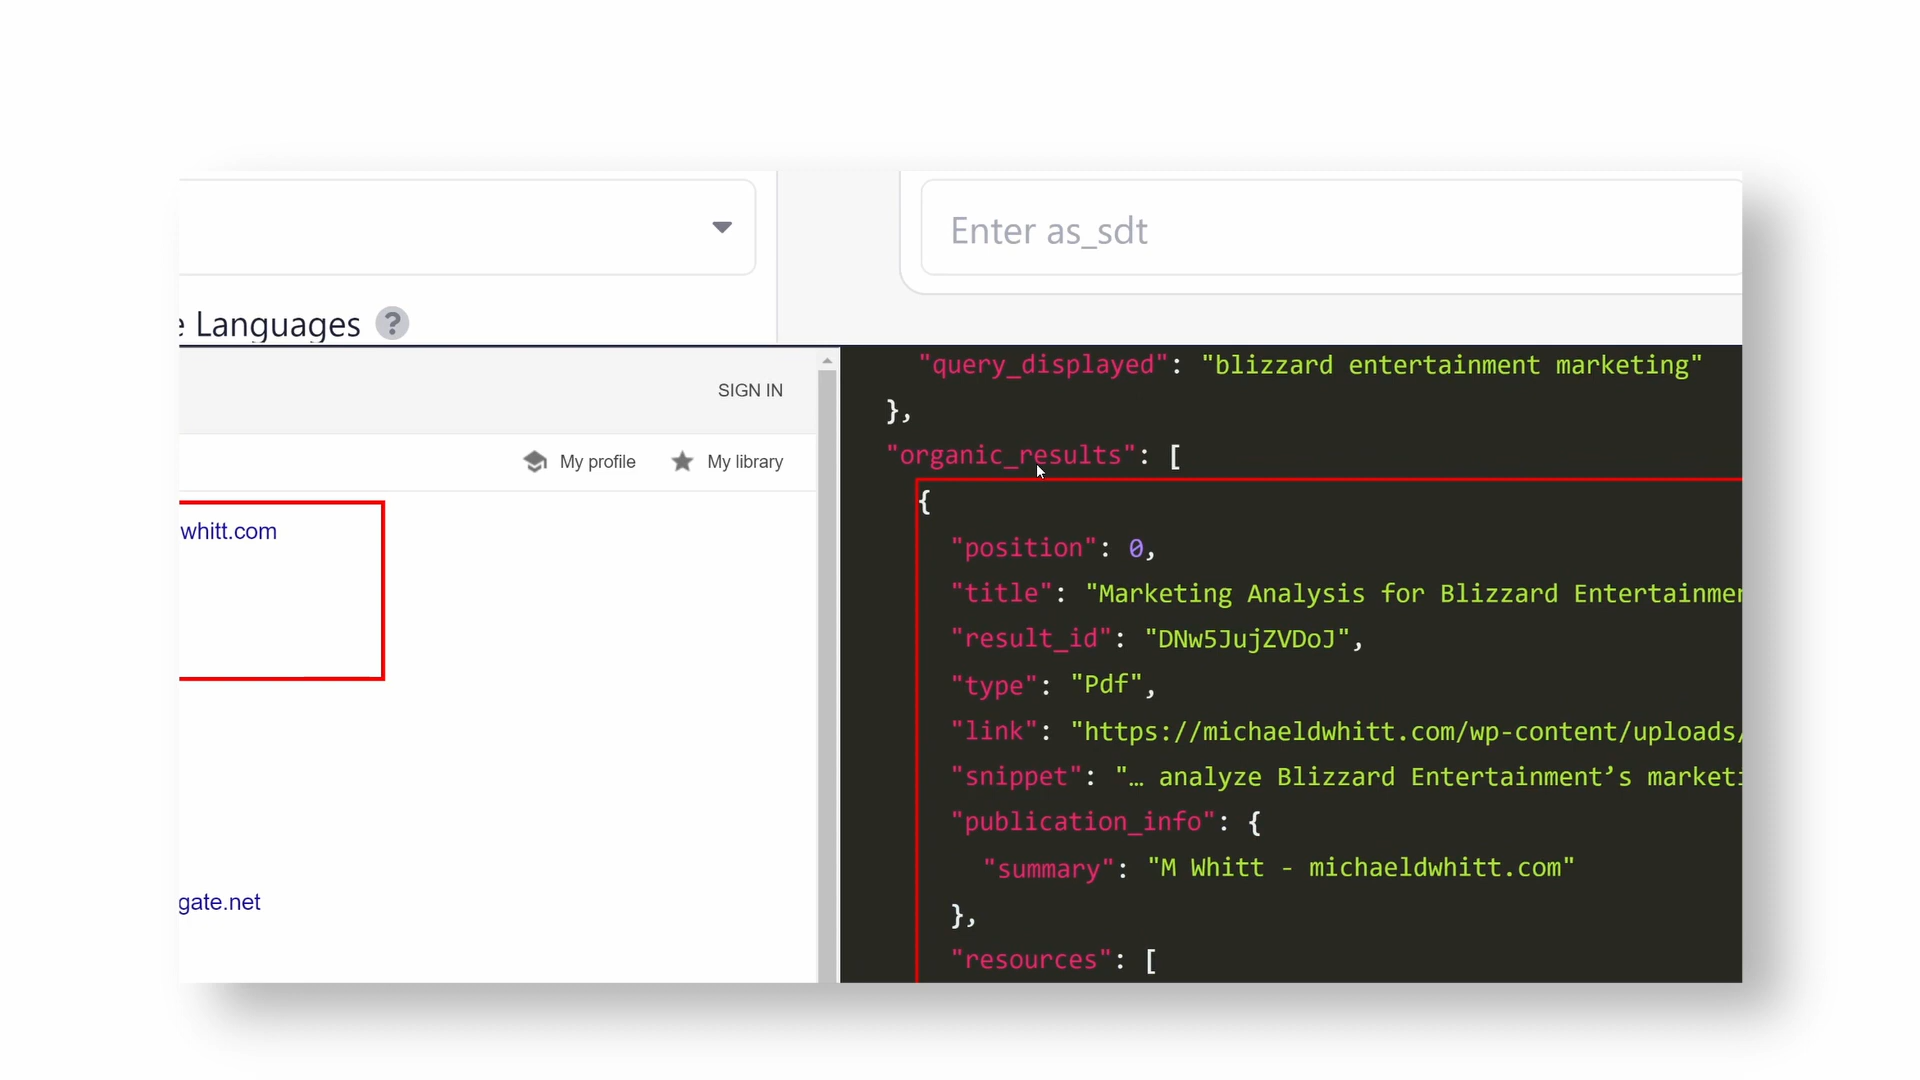 Enter as_sdt
e Languages ?
SIGN IN
My profile
My library
whitt.com
gate.net
"query_displayed": "blizzard entertainment marketing"
},
"organic_results": [
{
"position": 0,
"title": "Marketing Analysis for Blizzard Entertainmen
"result_id": "DNw5JujZVDoJ",
"type": "Pdf",
"link": "https://michaeldwhitt.com/wp-content/uploads/
"snippet": "… analyze Blizzard Entertainment’s marketi
"publication_info": {
"summary": "M Whitt - michaeldwhitt.com"
},
"resources": [